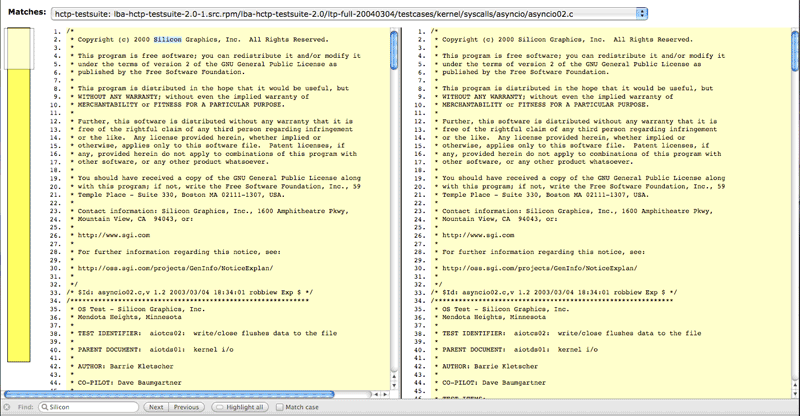 Matches: hctp-testsuite: lba-hctp-testsuite-2.0-1.src.rpm/lba-hctp-testsuite-2.0/ltp-full-20040304/testcases/kernel/syscalls/asyncio/asyncio02.c
1. /*
2. * Copyright (c) 2000 Silicon Graphics, Inc.  All Rights Reserved.
3. *
4. * This program is free software; you can redistribute it and/or modify it
5. * under the terms of version 2 of the GNU General Public License as
6. * published by the Free Software Foundation.
7. *
8. * This program is distributed in the hope that it would be useful, but
9. * WITHOUT ANY WARRANTY; without even the implied warranty of
10. * MERCHANTABILITY or FITNESS FOR A PARTICULAR PURPOSE.
11. *
12. * Further, this software is distributed without any warranty that it is
13. * free of the rightful claim of any third person regarding infringement
14. * or the like.  Any license provided herein, whether implied or
15. * otherwise, applies only to this software file.  Patent licenses, if
16. * any, provided herein do not apply to combinations of this program with
17. * other software, or any other product whatsoever.
18. *
19. * You should have received a copy of the GNU General Public License along
20. * with this program; if not, write the Free Software Foundation, Inc., 59
21. * Temple Place - Suite 330, Boston MA 02111-1307, USA.
22. *
23. * Contact information: Silicon Graphics, Inc., 1600 Amphitheatre Pkwy,
24. * Mountain View, CA  94043, or:
25. *
26. * http://www.sgi.com
27. *
28. * For further information regarding this notice, see:
29. *
30. * http://oss.sgi.com/projects/GenInfo/NoticeExplan/
31. *
32. */
33. /* $Id: asyncio02.c,v 1.2 2003/03/04 18:34:01 robbiew Exp $ */
34. /************************************************************
35. * OS Test - Silicon Graphics, Inc.
36. * Mendota Heights, Minnesota
37. *
38. * TEST IDENTIFIER:  aiotcs02:  write/close flushes data to the file
39. *
40. * PARENT DOCUMENT:  aiotds01:  kernel i/o
41. *
42. * AUTHOR: Barrie Kletscher
43. *
44. * CO-PILOT: Dave Baumgartner
45. *
1. /*
2. * Copyright (c) 2000 Silicon Graphics, Inc.  All Rights Reserved.
3. *
4. * This program is free software; you can redistribute it and/or modify it
5. * under the terms of version 2 of the GNU General Public License as
6. * published by the Free Software Foundation.
7. *
8. * This program is distributed in the hope that it would be useful, but
9. * WITHOUT ANY WARRANTY; without even the implied warranty of
10. * MERCHANTABILITY or FITNESS FOR A PARTICULAR PURPOSE.
11. *
12. * Further, this software is distributed without any warranty that it is
13. * free of the rightful claim of any third person regarding infringement
14. * or the like.  Any license provided herein, whether implied or
15. * otherwise, applies only to this software file.  Patent licenses, if
16. * any, provided herein do not apply to combinations of this program with
17. * other software, or any other product whatsoever.
18. *
19. * You should have received a copy of the GNU General Public License along
20. * with this program; if not, write the Free Software Foundation, Inc., 59
21. * Temple Place - Suite 330, Boston MA 02111-1307, USA.
22. *
23. * Contact information: Silicon Graphics, Inc., 1600 Amphitheatre Pkwy,
24. * Mountain View, CA  94043, or:
25. *
26. * http://www.sgi.com
27. *
28. * For further information regarding this notice, see:
29. *
30. * http://oss.sgi.com/projects/GenInfo/NoticeExplan/
31. *
32. */
33. /* $Id: asyncio02.c,v 1.2 2003/03/04 18:34:01 robbiew Exp $ */
34. /************************************************************
35. * OS Test - Silicon Graphics, Inc.
36. * Mendota Heights, Minnesota
37. *
38. * TEST IDENTIFIER:  aiotcs02:  write/close flushes data to the file
39. *
40. * PARENT DOCUMENT:  aiotds01:  kernel i/o
41. *
42. * AUTHOR: Barrie Kletscher
43. *
44. * CO-PILOT: Dave Baumgartner
45. *
46. * TEST ITEMS:
Find: Silicon Next Previous Highlight all Match case